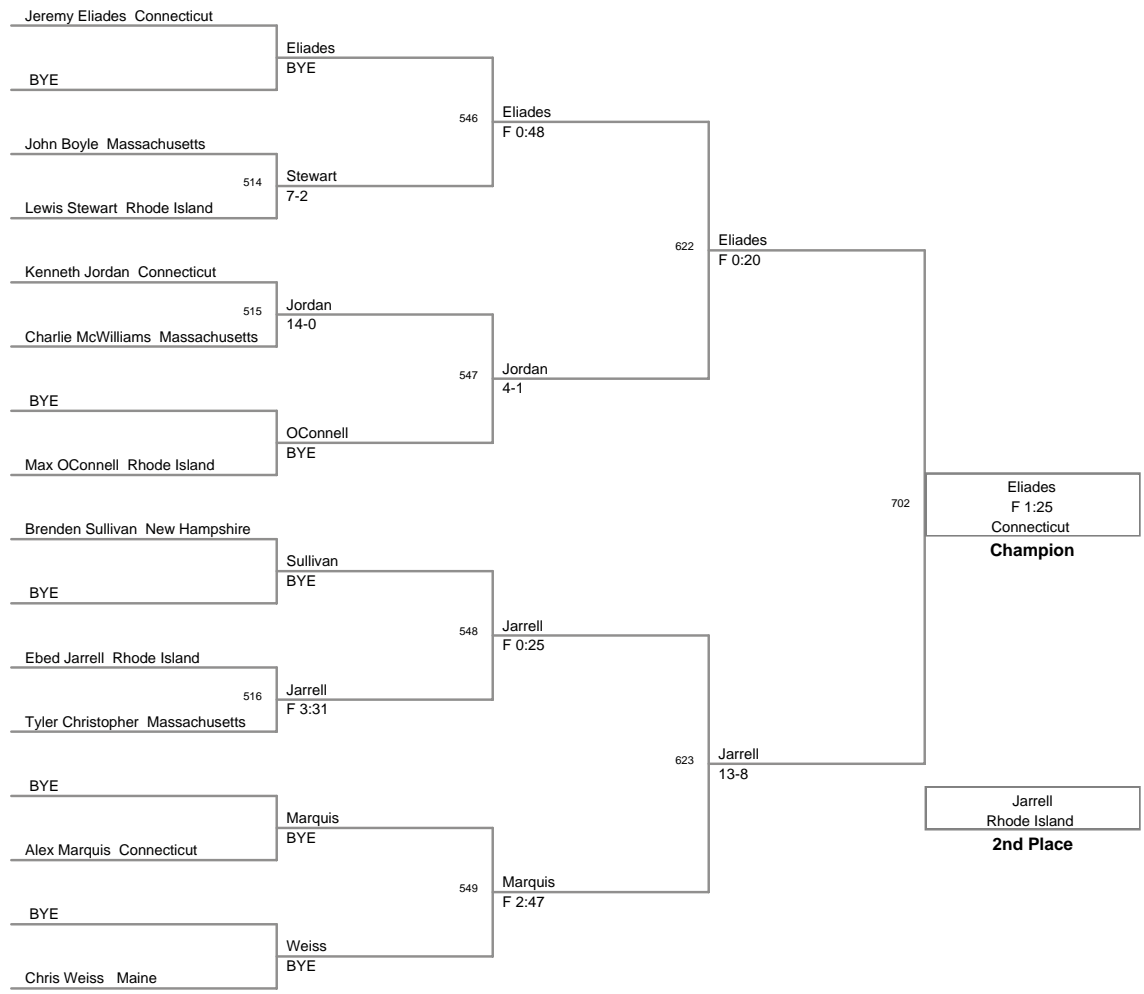 Jeremy Eliades Connecticut
BYE
Eliades
BYE
John Boyle Massachusetts
514
Lewis Stewart Rhode Island
Stewart
7-2
546
Eliades
F 0:48
Kenneth Jordan Connecticut
515
Charlie McWilliams Massachusetts
Jordan
14-0
BYE
Max OConnell Rhode Island
OConnell
BYE
547
Jordan
4-1
622
Eliades
F 0:20
Brenden Sullivan New Hampshire
BYE
Sullivan
BYE
Ebed Jarrell Rhode Island
516
Tyler Christopher Massachusetts
Jarrell
F 3:31
548
Jarrell
F 0:25
BYE
Alex Marquis Connecticut
Marquis
BYE
BYE
Chris Weiss Maine
Weiss
BYE
549
Marquis
F 2:47
623
Jarrell
13-8
702
Eliades
F 1:25
Connecticut
Champion
Jarrell
Rhode Island
2nd Place